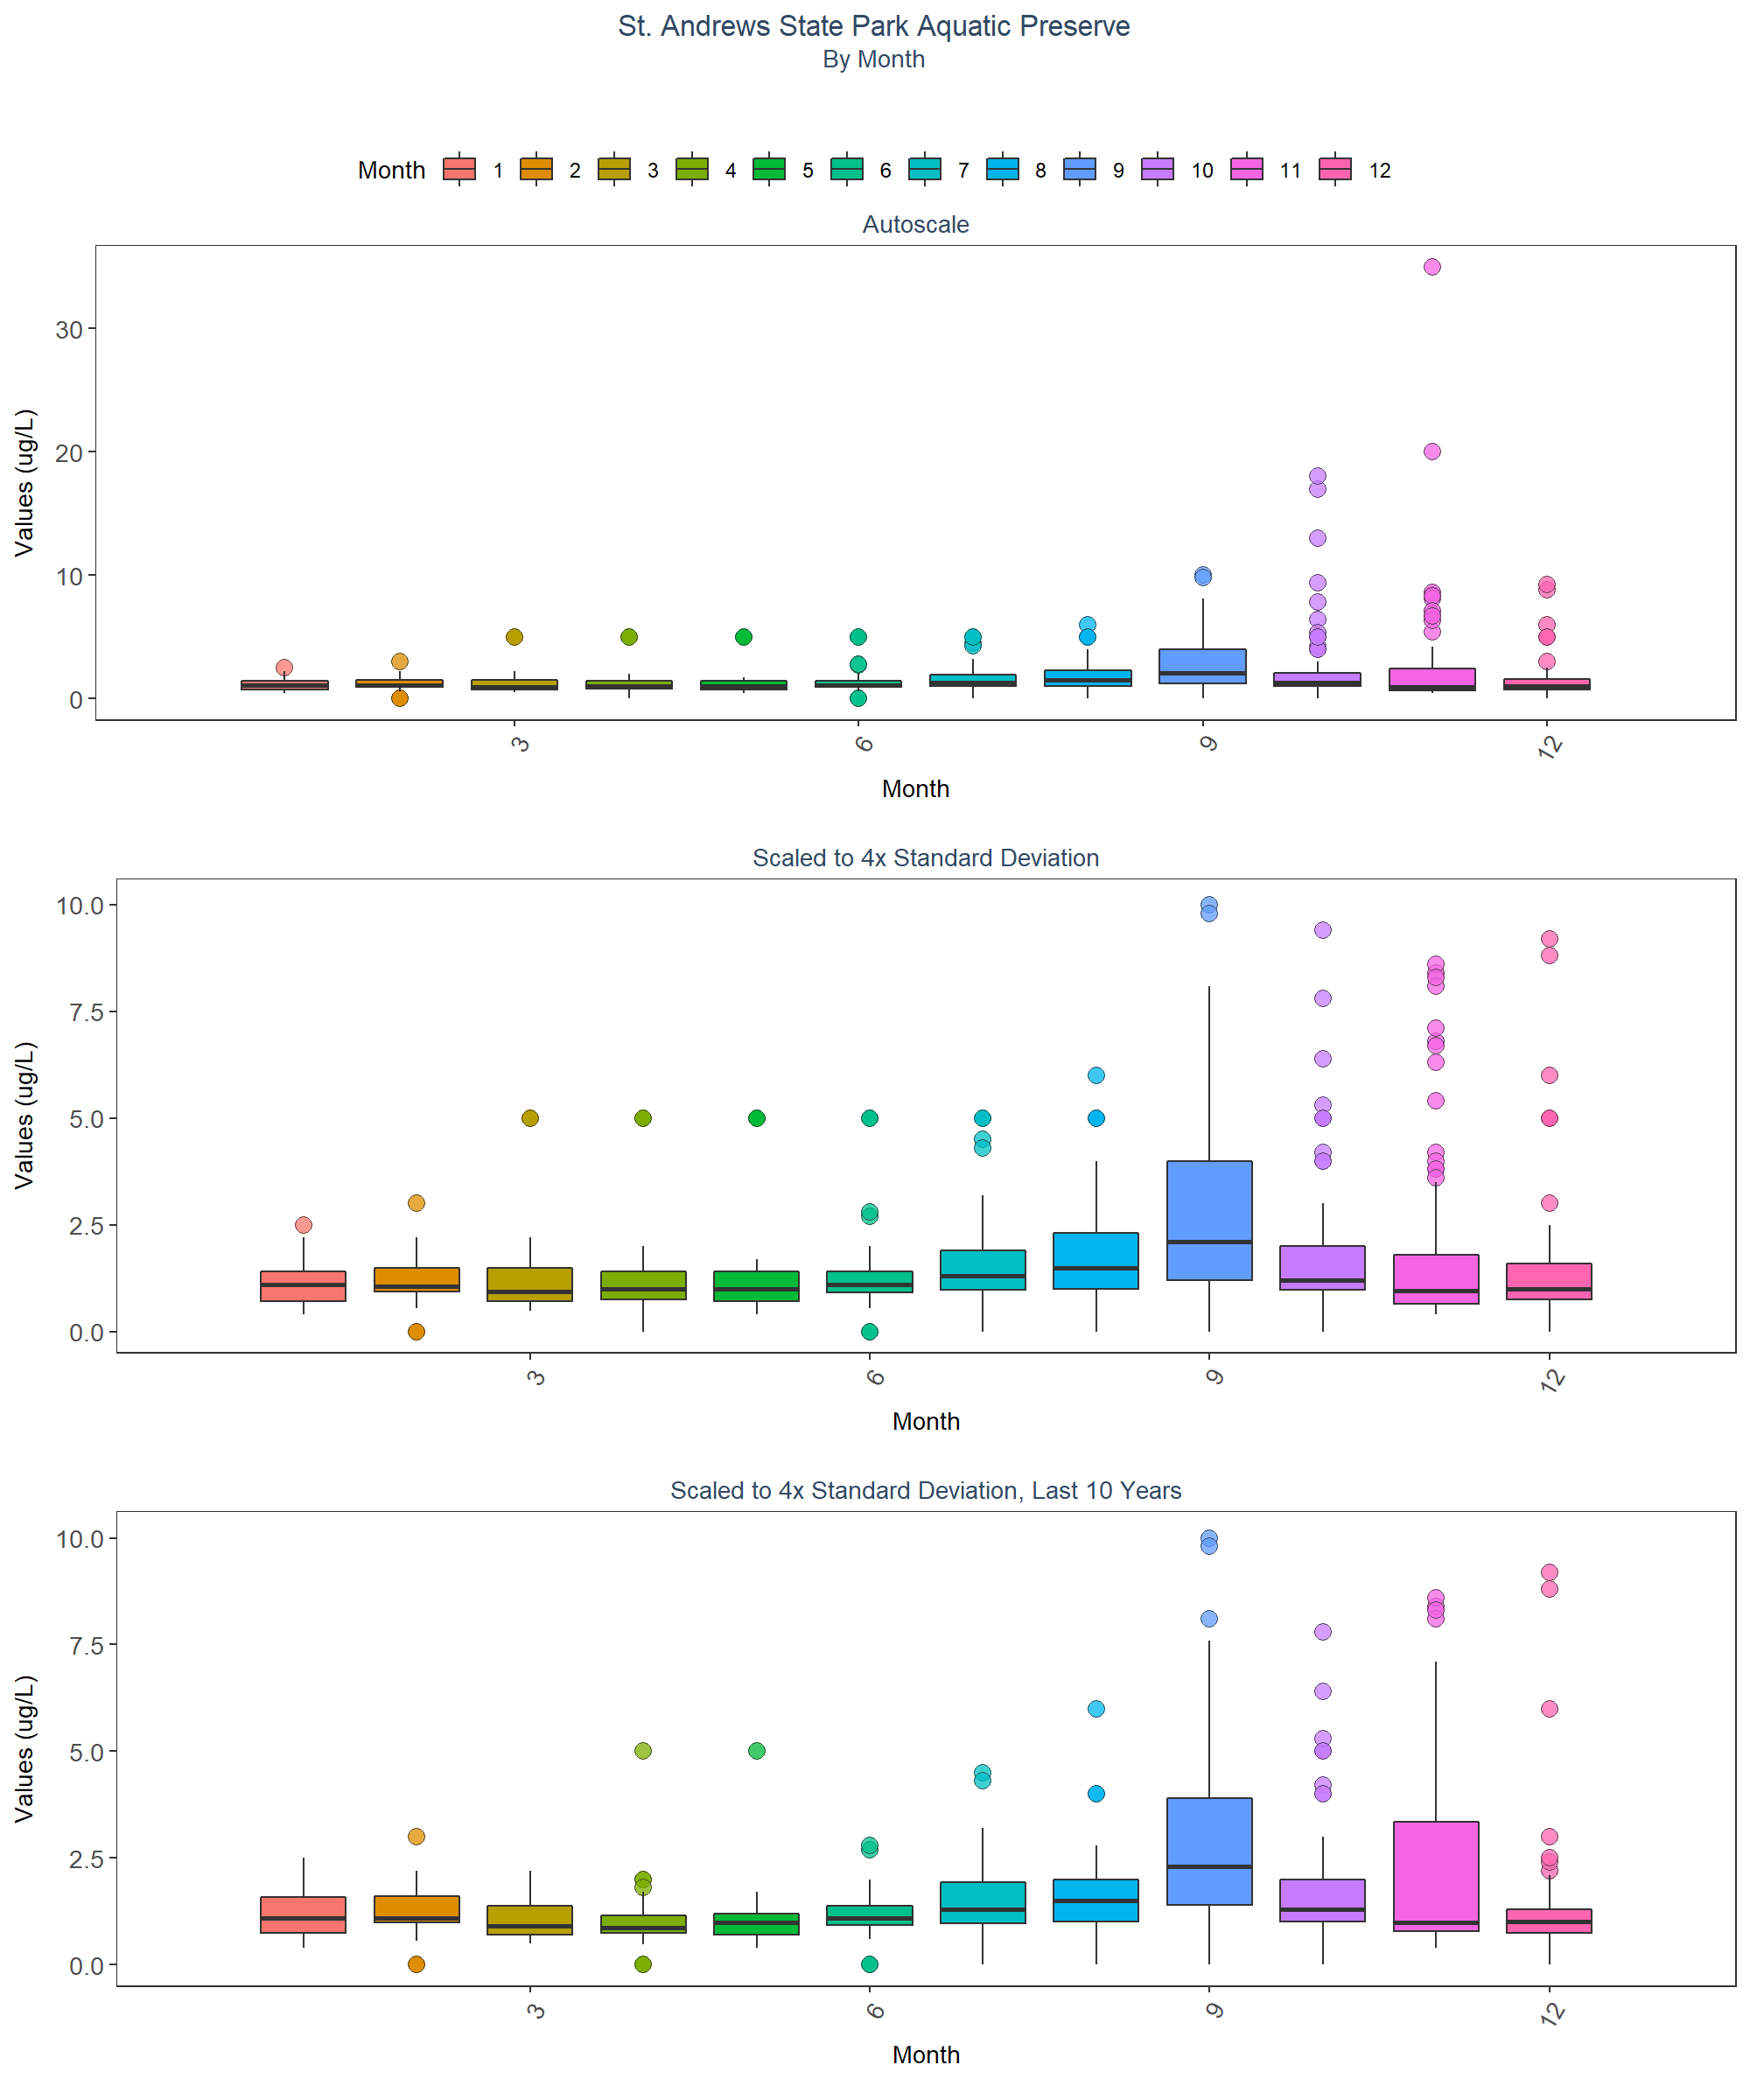 St. Andrews State Park Aquatic Preserve
By Month
Month 1 2 3 4 5 6 7 8 9 10 11 12
Autoscale
Values (ug/L)
30
20
10
0
3 6 9 12
Month
Scaled to 4x Standard Deviation
Values (ug/L)
10.0
7.5
5.0
2.5
0.0
3 6 9 12
Month
Scaled to 4x Standard Deviation, Last 10 Years
Values (ug/L)
10.0
7.5
5.0
2.5
0.0
3 6 9 12
Month